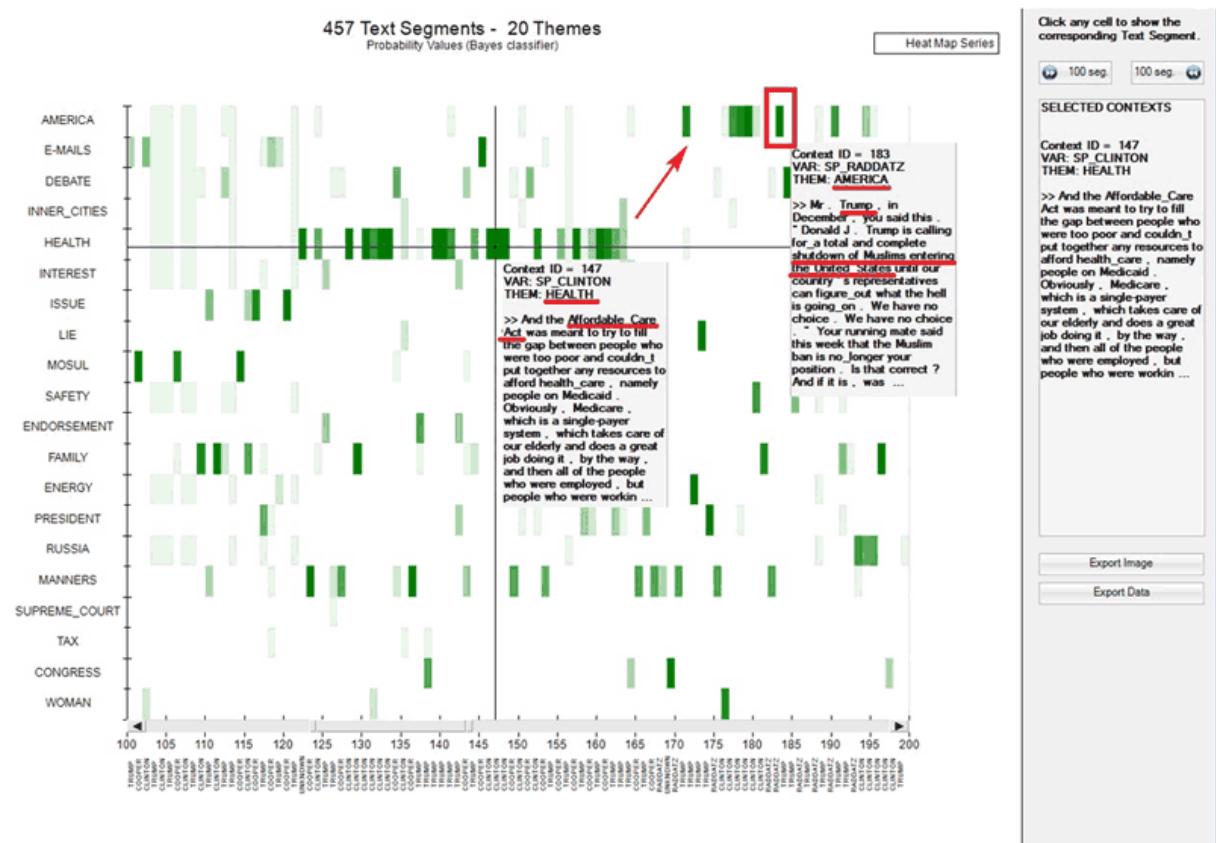 457 Text Segments - 20 Themes
Probability Values (Bayes classifier)
Heat Map Series
AMERICA
E-MAILS
DEBATE
INNER_CITIES
HEALTH
INTEREST
ISSUE
LIE
MOSUL
SAFETY
ENDORSEMENT
FAMILY
ENERGY
PRESIDENT
RUSSIA
MANNERS
SUPREME_COURT
TAX
CONGRESS
WOMAN
Context ID = 147
VAR: SP_CLINTON
THEM: HEALTH
>> And the Affordable_Care
Act was meant to try to fill
the gap between people who
were too poor and couldn_t
put together any resources to
afford health_care , namely
people on Medicaid .
Obviously , Medicare ,
which is a single-payer
system , which takes care of
our elderly and does a great
job doing it , by the way ,
and then all of the people
who were employed , but
people who were workin ...
Context ID = 183
VAR: SP_RADDATZ
THEM: AMERICA
>> Mr . Trump , in
December , you said this .
" Donald J . Trump is calling
for_a total and complete
shutdown of Muslims entering
the United_States until our
country ' s representatives
can figure_out what the hell
is going_on . We have no
choice . We have no choice
. " Your running mate said
this week that the Muslim
ban is no_longer your
position . Is that correct ?
And if it is , was ...
100 105 110 115 120 125 130 135 140 145 150 155 160 165 170 175 180 185 190 195 200
Click any cell to show the
corresponding Text Segment.
100 seg. 100 seg.
SELECTED CONTEXTS
Context ID = 147
VAR: SP_CLINTON
THEM: HEALTH
>> And the Affordable_Care
Act was meant to try to fill
the gap between people who
were too poor and couldn_t
put together any resources to
afford health_care , namely
people on Medicaid .
Obviously , Medicare ,
which is a single-payer
system , which takes care of
our elderly and does a great
job doing it , by the way ,
and then all of the people
who were employed , but
people who were workin ...
Export Image
Export Data